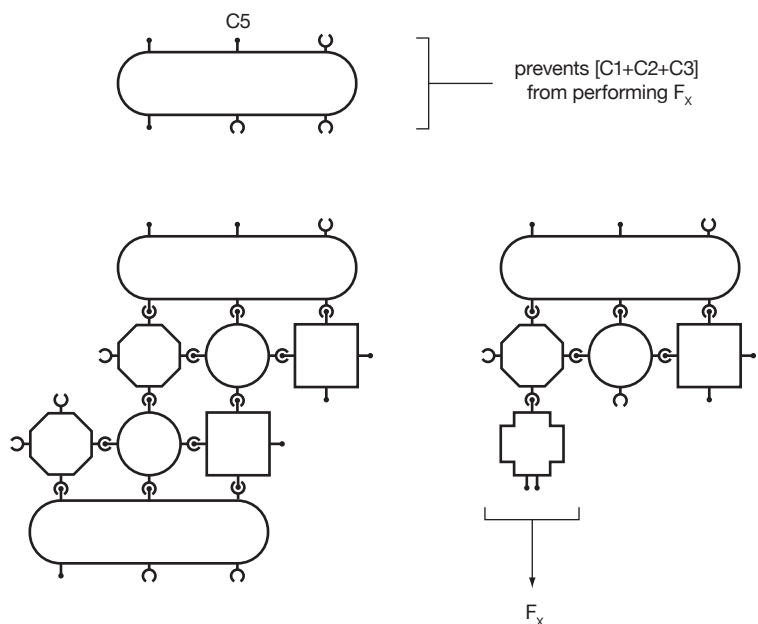 C5
prevents [C1+C2+C3]
from performing Fx
Fx